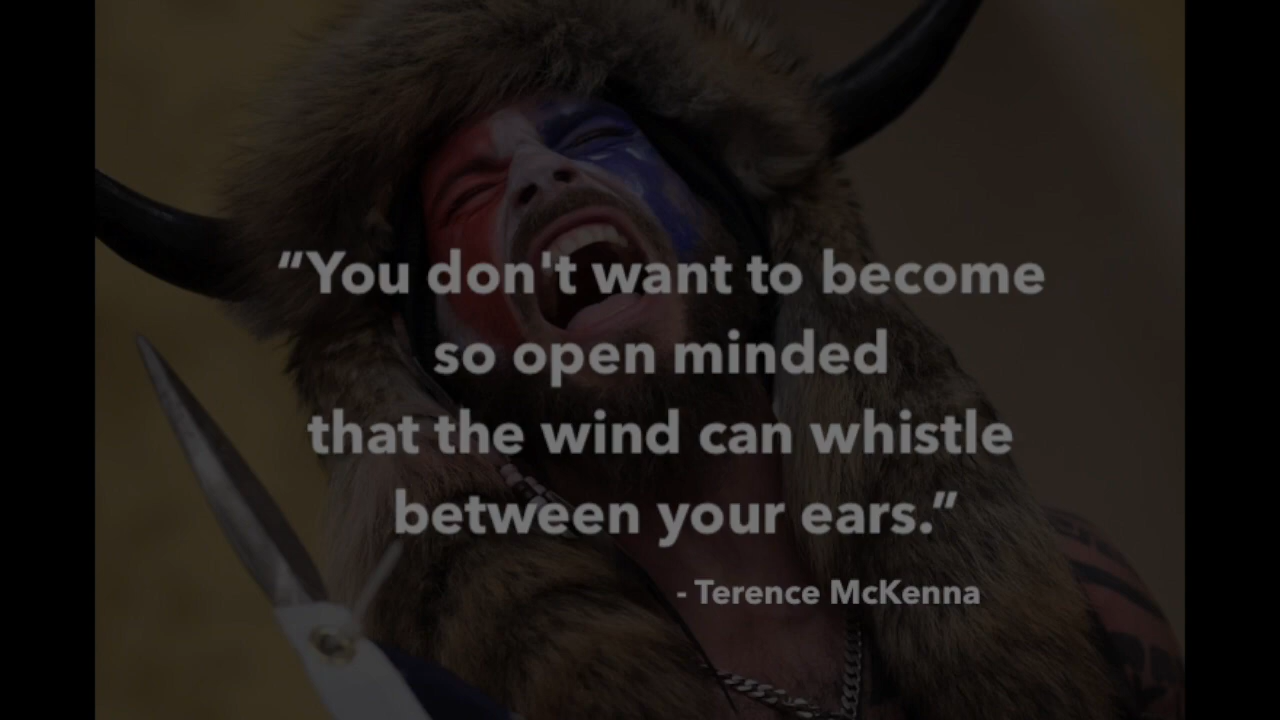 “You don't want to become
so open minded
that the wind can whistle
between your ears.”
- Terence McKenna